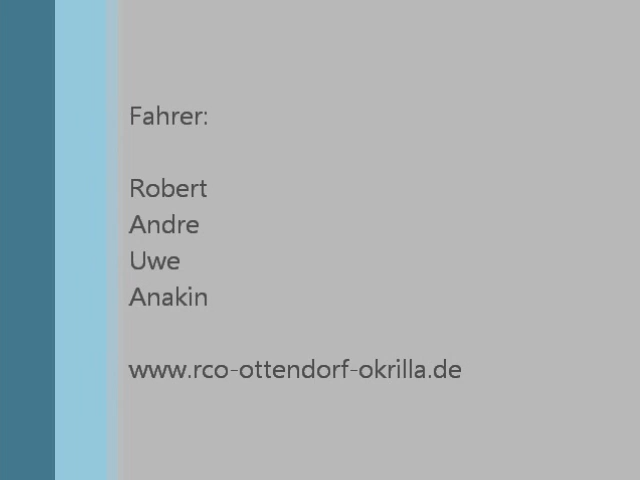 Fahrer:
Robert
Andre
Uwe
Anakin
www.rco-ottendorf-okrilla.de